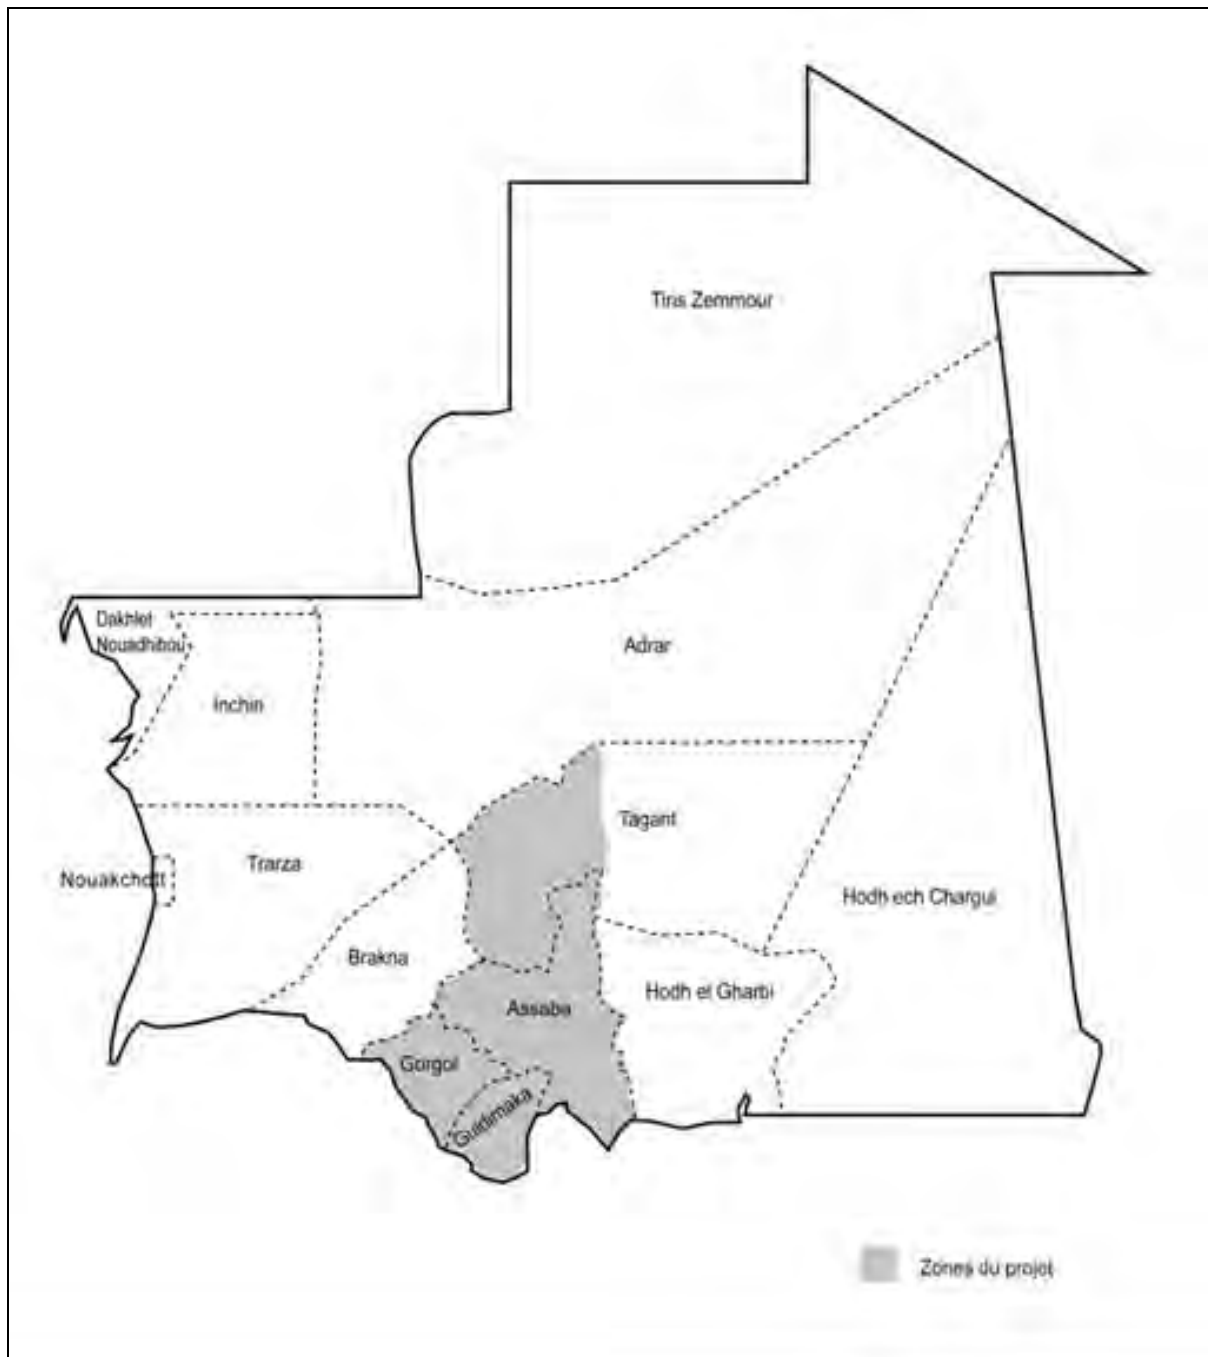 Tiris Zemmour
Dakhlet
Nouadhibou
Adrar
Inchiri
Tagant
Trarza
Nouakchott
Hodh ech Chargui
Brakna
Hodh el Gharbi
Assaba
Gorgol
Guidimaka
Zones du projet